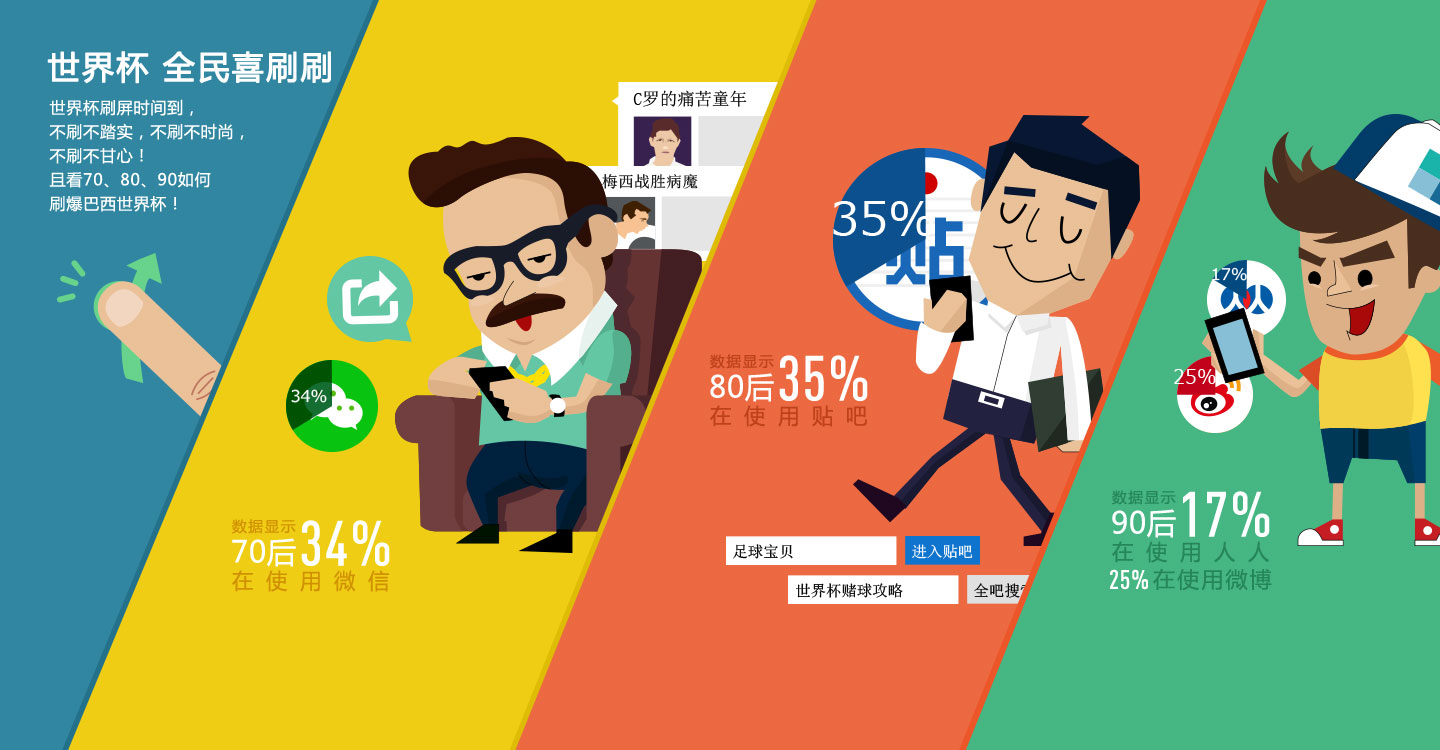 世界杯 全民喜刷刷
世界杯刷屏时间到，
不刷不踏实，不刷不时尚，
不刷不甘心！
且看70、80、90如何
刷爆巴西世界杯！
C罗的痛苦童年
梅西战胜病魔
34%
数据显示
70后34%
在使用微信
35%
贴
数据显示
80后35%
在使用贴吧
足球宝贝
进入贴吧
世界杯赌球攻略
全吧搜索
17%
25%
数据显示
90后17%
在使用人人
25%在使用微博